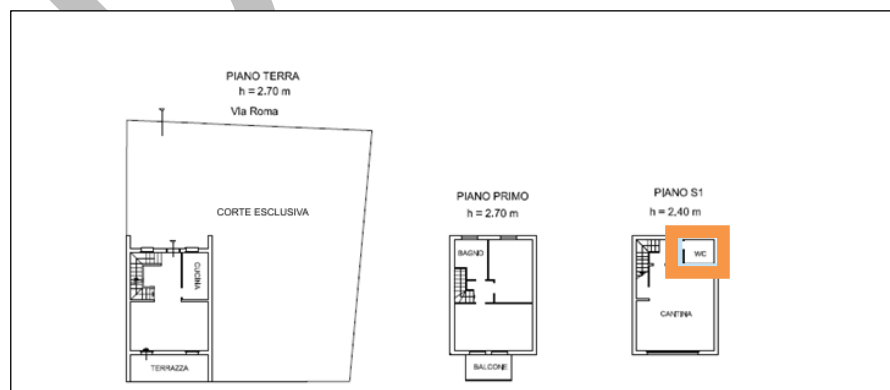 PIANO TERRA
h = 2.70 m
Via Roma
CORTE ESCLUSIVA
CUCINA
TERRAZZA
PIANO PRIMO
h = 2.70 m
BAGNO
BALCONE
PIANO S1
h = 2,40 m
WC
CANTINA